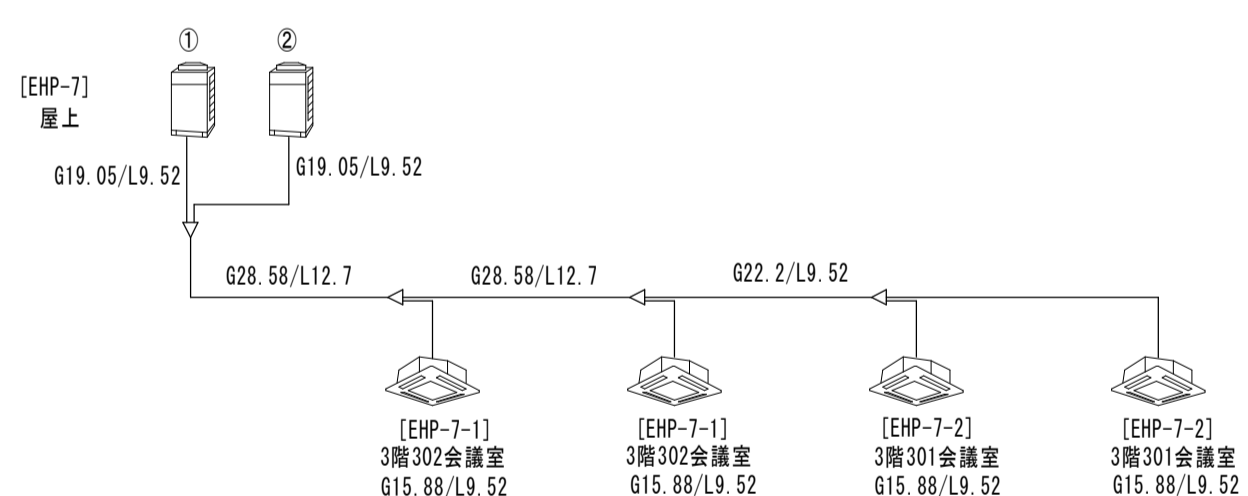 ① ②
[EHP-7]
屋上
G19.05/L9.52
G19.05/L9.52
G28.58/L12.7 G28.58/L12.7 G22.2/L9.52
[EHP-7-1]
3階302会議室
G15.88/L9.52
[EHP-7-1]
3階302会議室
G15.88/L9.52
[EHP-7-2]
3階301会議室
G15.88/L9.52
[EHP-7-2]
3階301会議室
G15.88/L9.52